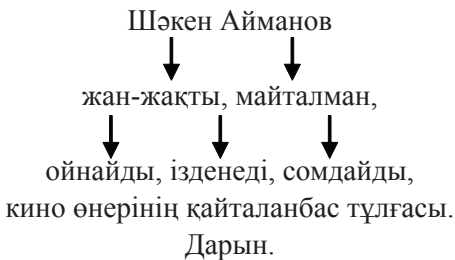 Шәкен Айманов
жан-жақты, майталман,
ойнайды, ізденеді, сомдайды,
кино өнерінің қайталанбас тұлғасы.
Дарын.